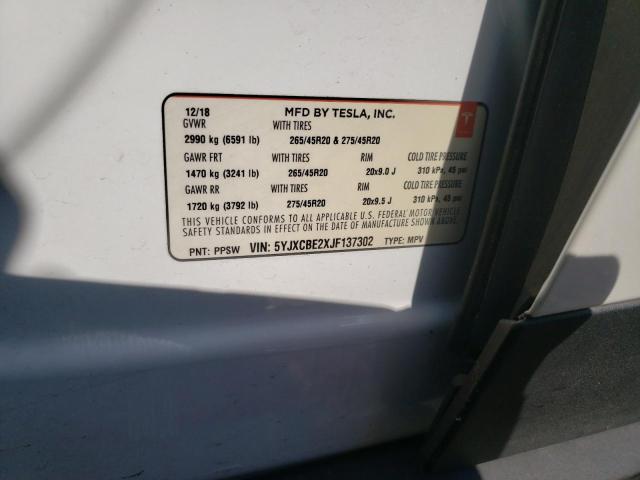 12/18 MFD BY TESLA, INC.
GVWR WITH TIRES
2990 kg (6591 lb) 265/45R20 & 275/45R20
GAWR FRT WITH TIRES RIM COLD TIRE PRESSURE
1470 kg (3241 lb) 265/45R20 20x9.0 J 310 kPa, 45 psi
GAWR RR WITH TIRES RIM COLD TIRE PRESSURE
1720 kg (3792 lb) 275/45R20 20x9.5 J 310 kPa, 45 psi
THIS VEHICLE CONFORMS TO ALL APPLICABLE U.S. FEDERAL MOTOR VEHICLE
SAFETY STANDARDS IN EFFECT ON THE DATE OF MANUFACTURE SHOWN ABOVE.
PNT: PPSW VIN: 5YJXCBE2XJF137302 TYPE: MPV